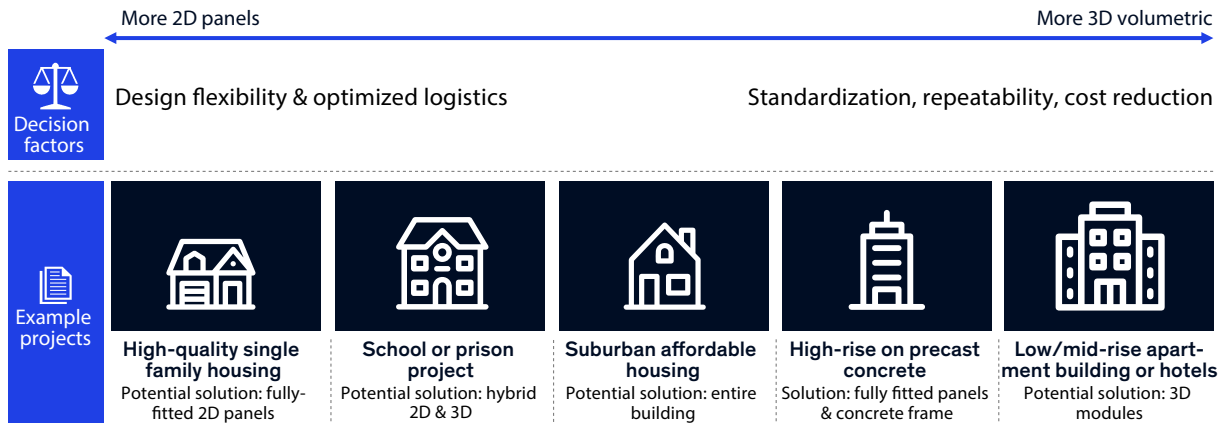 More 2D panels
More 3D volumetric
Decision
factors
Design flexibility & optimized logistics
Standardization, repeatability, cost reduction
Example
projects
High-quality single
family housing
Potential solution: fully-
fitted 2D panels
School or prison
project
Potential solution: hybrid
2D & 3D
Suburban affordable
housing
Potential solution: entire
building
High-rise on precast
concrete
Solution: fully fitted panels
& concrete frame
Low/mid-rise apart-
ment building or hotels
Potential solution: 3D
modules